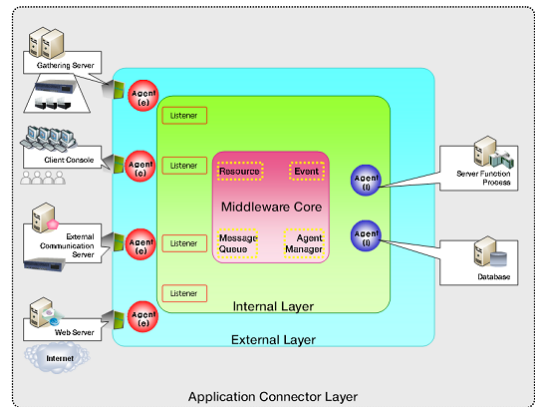 Gathering Server
Agent
(e)
Listener
Client Console
Agent
(e)
Listener
Resource
Event
Middleware Core
Message
Queue
Agent
Manager
Agent
(i)
Server Function
Process
External
Communication
Server
Agent
(e)
Listener
Agent
(i)
Database
Listener
Internal Layer
Web Server
Agent
(e)
Internet
External Layer
Application Connector Layer